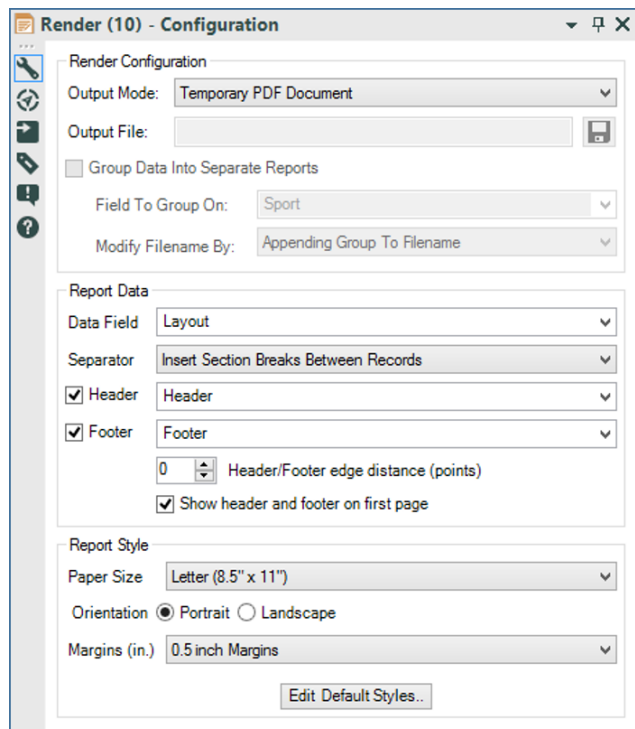 Render (10) - Configuration
Render Configuration
Output Mode: Temporary PDF Document
Output File:
Group Data Into Separate Reports
Field To Group On: Sport
Modify Filename By: Appending Group To Filename
Report Data
Data Field Layout
Separator Insert Section Breaks Between Records
Header Header
Footer Footer
0 Header/Footer edge distance (points)
Show header and footer on first page
Report Style
Paper Size Letter (8.5" x 11")
Orientation Portrait Landscape
Margins (in.) 0.5 inch Margins
Edit Default Styles..